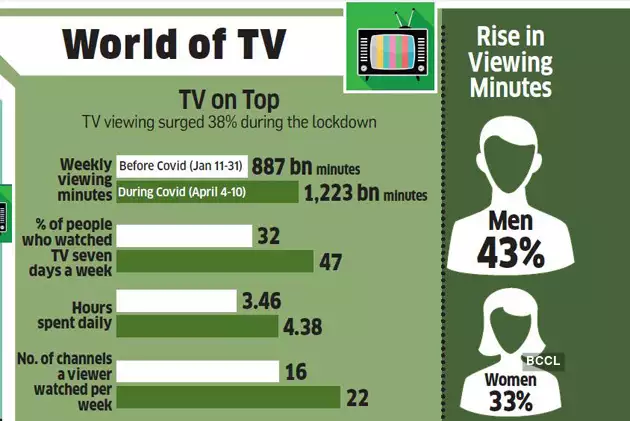 World of TV
TV on Top
TV viewing surged 38% during the lockdown
Weekly
viewing
minutes
Before Covid (Jan 11-31) 887 bn minutes
During Covid (April 4-10) 1,223 bn minutes
% of people
who watched
TV seven
days a week
32
47
Hours
spent daily
3.46
4.38
No. of channels
a viewer
watched per
week
16
22
Rise in
Viewing
Minutes
Men
43%
BCCL
Women
33%